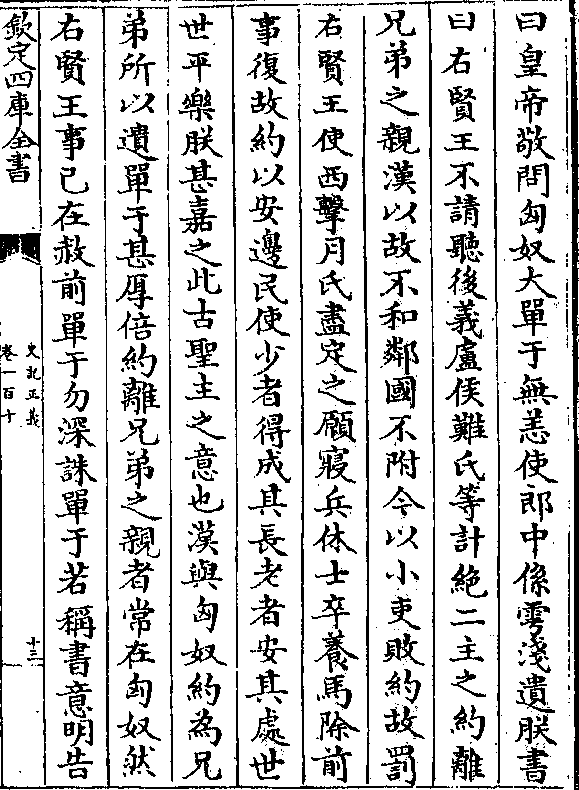 曰皇帝敬問匈奴大單于無恙使郎中係雩淺遺朕書
曰右賢王不請聽後義盧侯難氏等計絶二主之約離
兄弟之親漢以故不和鄰國不附今以小吏敗約故罰
右賢王使西擊月氏盡定之願寢兵休士卒養馬除前
事復故約以安邊民使少者得成其長老者安其處世
世平樂朕甚嘉之此古聖主之意也漢與匈奴約為兄
弟所以遺單于甚厚倍約離兄弟之親者常在匈奴然
右賢王事已在赦前單于勿深誅單于若稱書意明告
欽定四庫全書
史記正義
卷一百十
十三